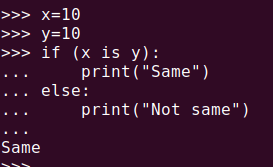 >>> x=10
>>> y=10
>>> if (x is y):
...     print("Same")
... else:
...     print("Not same")
...
Same
>>>